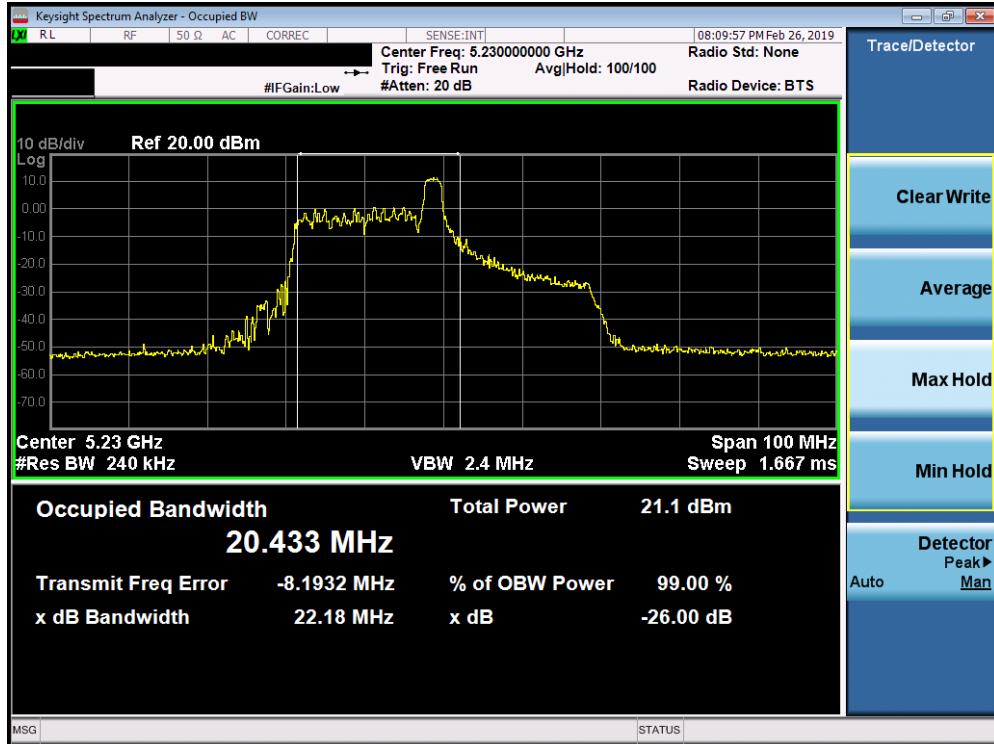 Keysight Spectrum Analyzer - Occupied BW
LXI RL RF 50 Ω AC CORREC SENSE:INT 08:09:57 PM Feb 26, 2019
Center Freq: 5.230000000 GHz Radio Std: None
Trig: Free Run Avg|Hold: 100/100
#IFGain:Low #Atten: 20 dB Radio Device: BTS
10 dB/div Ref 20.00 dBm
Log
10.0
0.00
-10.0
-20.0
-30.0
-40.0
-50.0
-60.0
-70.0
Center 5.23 GHz Span 100 MHz
#Res BW 240 kHz VBW 2.4 MHz Sweep 1.667 ms
Occupied Bandwidth Total Power 21.1 dBm
20.433 MHz
Transmit Freq Error -8.1932 MHz % of OBW Power 99.00 %
x dB Bandwidth 22.18 MHz x dB -26.00 dB
MSG STATUS
Trace/Detector
Clear Write
Average
Max Hold
Min Hold
Detector
Peak▶
Auto Man